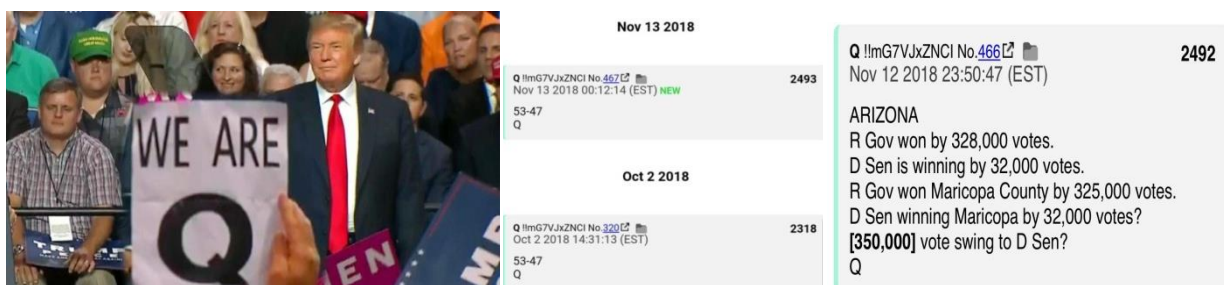 WE ARE
Q
TRUMP
PENCE
EN
Nov 13 2018
Q !!mG7VJxZNCI No.467
2493
Nov 13 2018 00:12:14 (EST) NEW
53-47
Q
Oct 2 2018
Q !!mG7VJxZNCI No.320
2318
Oct 2 2018 14:31:13 (EST)
53-47
Q
Q !!mG7VJxZNCI No.466
2492
Nov 12 2018 23:50:47 (EST)
ARIZONA
R Gov won by 328,000 votes.
D Sen is winning by 32,000 votes.
R Gov won Maricopa County by 325,000 votes.
D Sen winning Maricopa by 32,000 votes?
[350,000] vote swing to D Sen?
Q